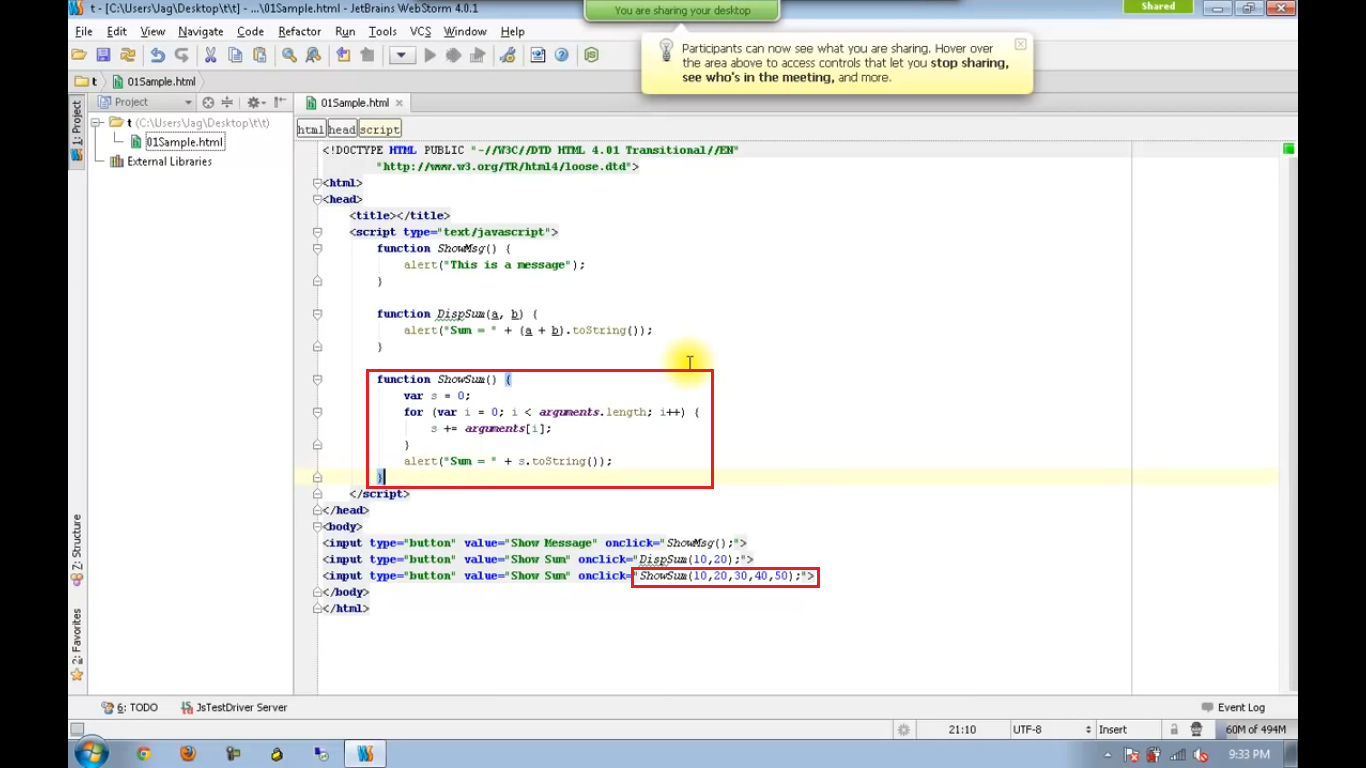 t - [C:\Users\Jag\Desktop\t\t] - ...\01Sample.html - JetBrains WebStorm 4.0.1
You are sharing your desktop
Shared
File Edit View Navigate Code Refactor Run Tools VCS Window Help
Participants can now see what you are sharing. Hover over
the area above to access controls that let you stop sharing,
see who's in the meeting, and more.
t 01Sample.html
Project
01Sample.html
1: Project
t (C:\Users\Jag\Desktop\t\t)
01Sample.html
External Libraries
html head script
<!DOCTYPE HTML PUBLIC "-//W3C//DTD HTML 4.01 Transitional//EN"
"http://www.w3.org/TR/html4/loose.dtd">
<html>
<head>
<title></title>
<script type="text/javascript">
function ShowMsg() {
alert("This is a message");
}
function DispSum(a, b) {
alert("Sum = " + (a + b).toString());
}
function ShowSum() {
var s = 0;
for (var i = 0; i < arguments.length; i++) {
s += arguments[i];
}
alert("Sum = " + s.toString());
}
</script>
</head>
<body>
<input type="button" value="Show Message" onclick="ShowMsg();">
<input type="button" value="Show Sum" onclick="DispSum(10,20);">
<input type="button" value="Show Sum" onclick="ShowSum(10,20,30,40,50);">
</body>
</html>
Z: Structure
2: Favorites
6: TODO JsTestDriver Server Event Log
21:10 UTF-8 Insert 60M of 494M
9:33 PM